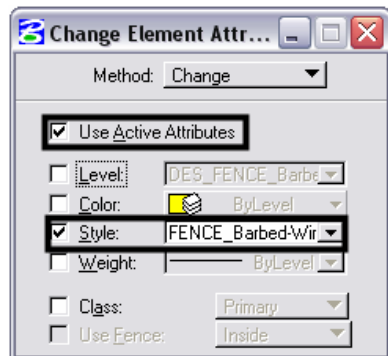 Change Element Attr...
Method: Change
Use Active Attributes
Level: DES_FENCE_Barbe
Color: ByLevel
Style: FENCE_Barbed-Wir
Weight: ByLevel
Class: Primary
Use Fence: Inside